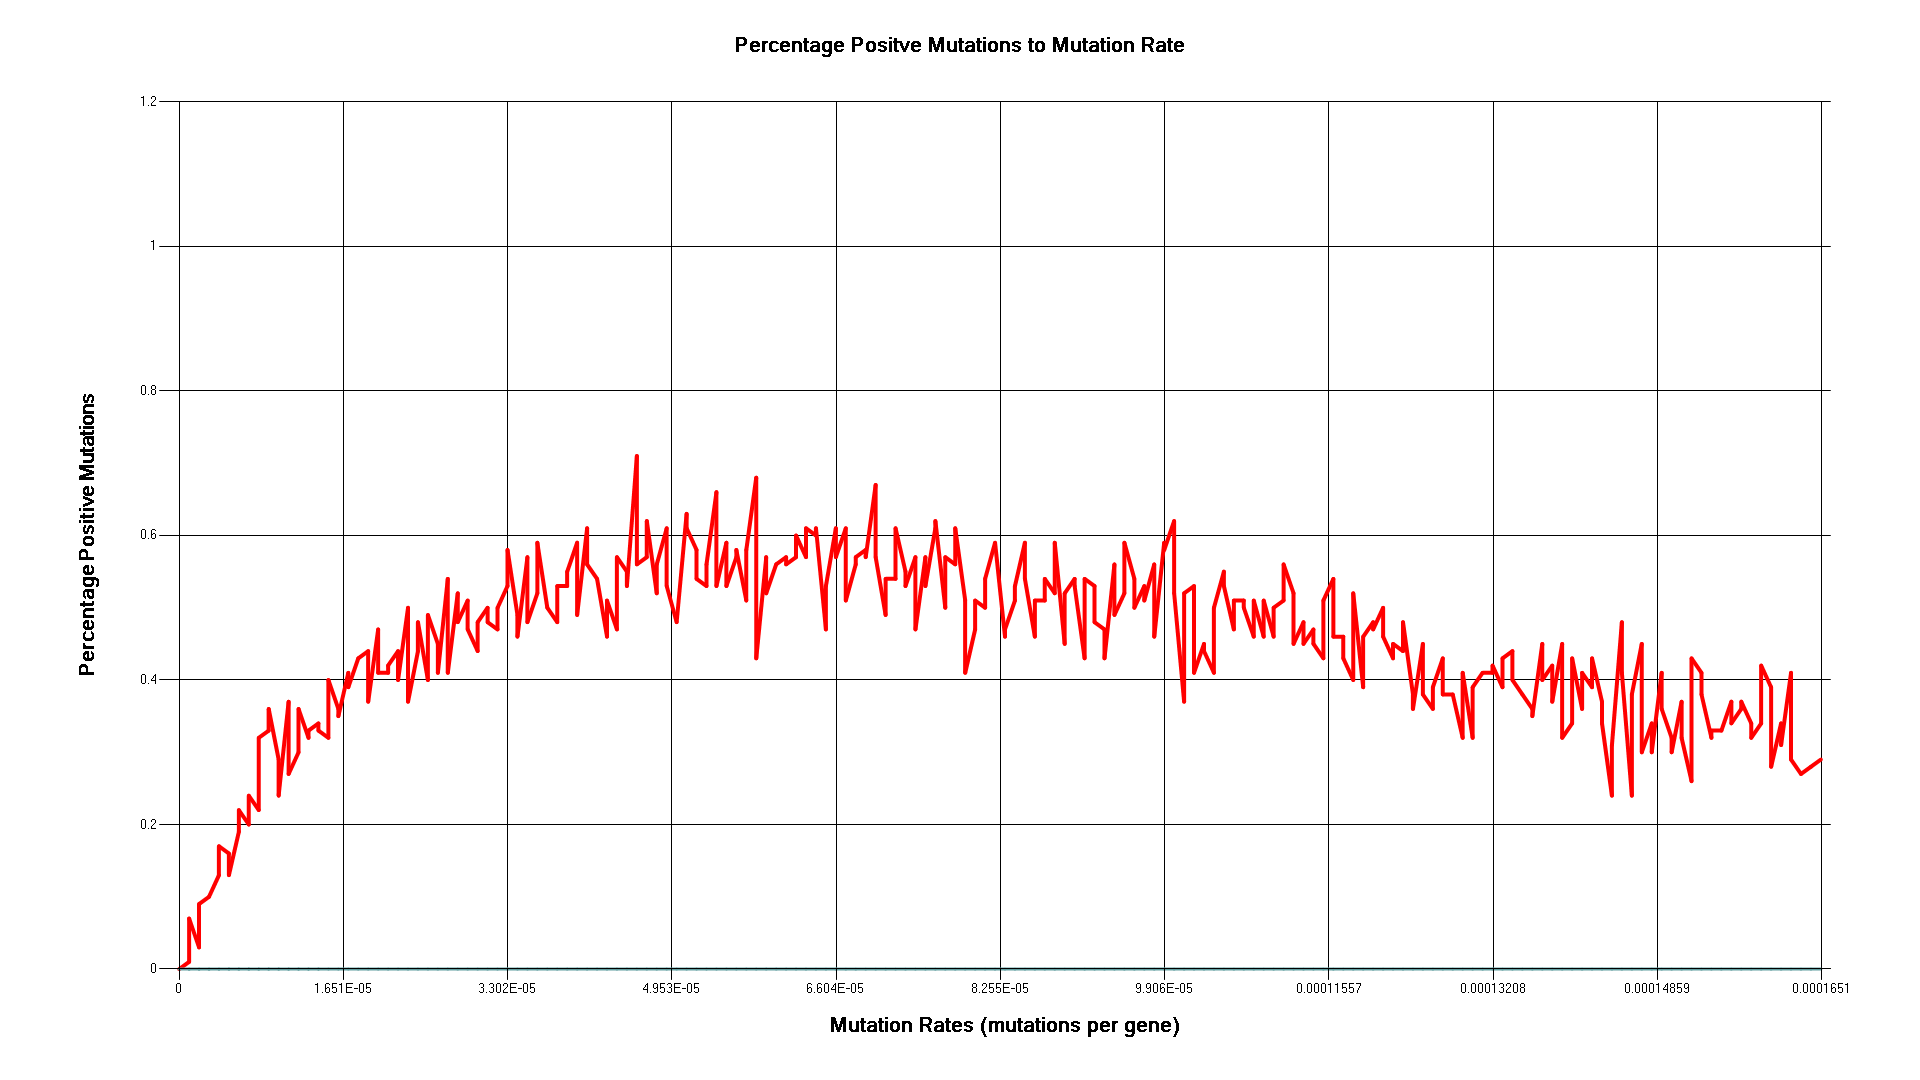 Percentage Positve Mutations to Mutation Rate
1.2
1
0.8
0.6
0.4
0.2
0
Percentage Positive Mutations
0 1.651E-05 3.302E-05 4.953E-05 6.604E-05 8.255E-05 9.906E-05 0.00011557 0.00013208 0.00014859 0.0001651
Mutation Rates (mutations per gene)